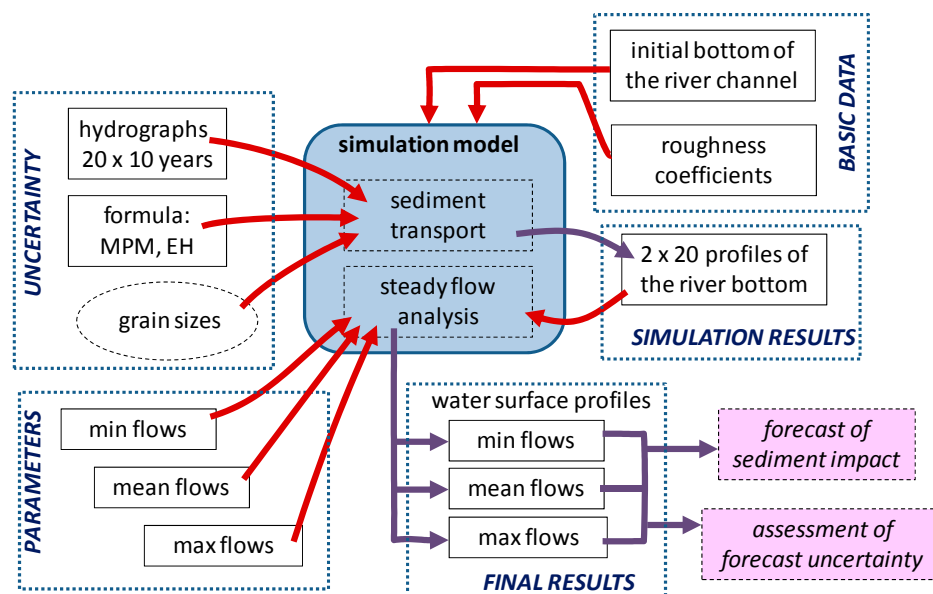 initial bottom of
the river channel
roughness
coefficients
BASIC DATA
UNCERTAINTY
hydrographs
20 x 10 years
formula:
MPM, EH
grain sizes
simulation model
sediment
transport
steady flow
analysis
2 x 20 profiles of
the river bottom
SIMULATION RESULTS
PARAMETERS
min flows
mean flows
max flows
water surface profiles
min flows
mean flows
max flows
FINAL RESULTS
forecast of
sediment impact
assessment of
forecast uncertainty